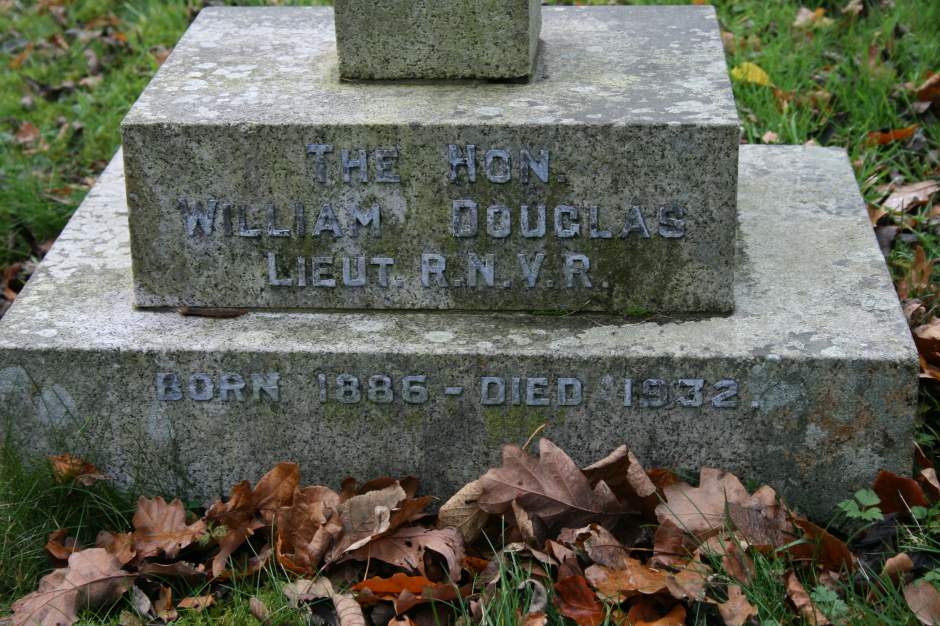 THE HON.
WILLIAM DOUGLAS
LIEUT. R.N.V.R.
BORN 1886 - DIED 1932.